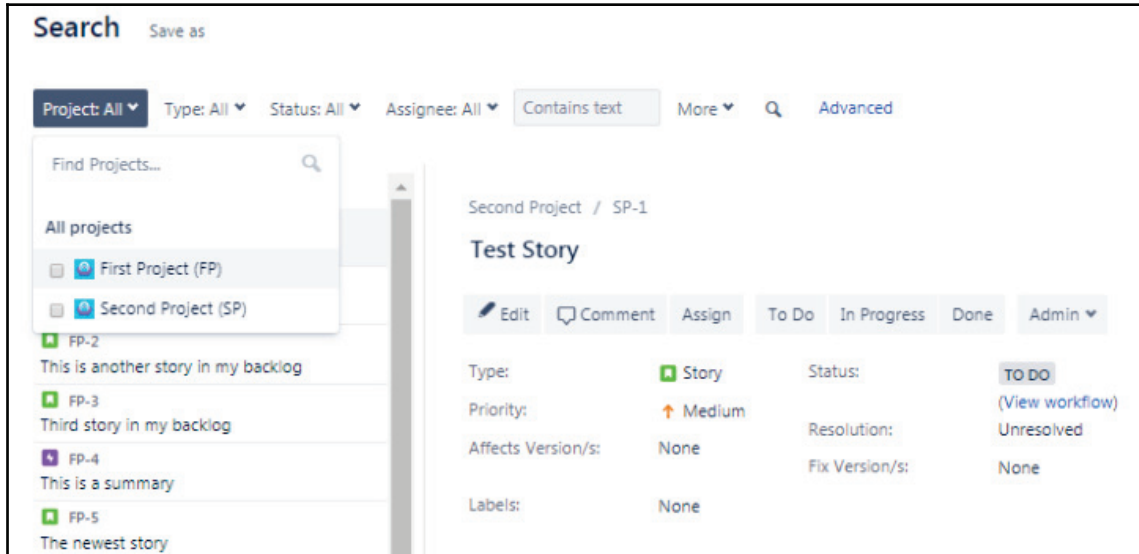 Search Save as
Project: All Type: All Status: All Assignee: All Contains text More Advanced
Find Projects...
All projects
First Project (FP)
Second Project (SP)
FP-2
This is another story in my backlog
FP-3
Third story in my backlog
FP-4
This is a summary
FP-5
The newest story
Second Project / SP-1
Test Story
Edit Comment Assign To Do In Progress Done Admin
Type: Story Status: TO DO
(View workflow)
Priority: Medium
Resolution: Unresolved
Affects Version/s: None
Fix Version/s: None
Labels: None